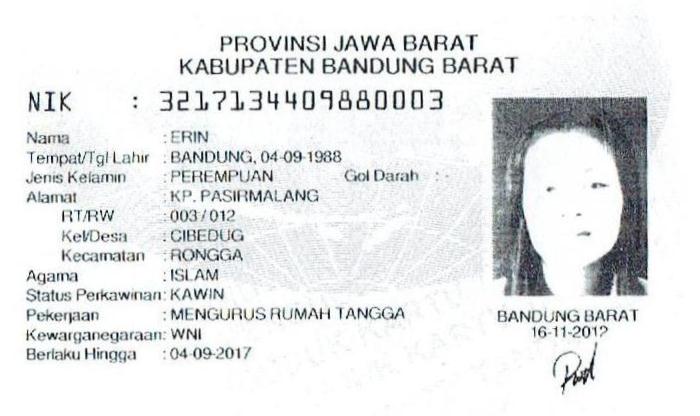 PROVINSI JAWA BARAT
KABUPATEN BANDUNG BARAT
NIK : 3217134409880003
Nama : ERIN
Tempat/Tgl Lahir : BANDUNG, 04-09-1988
Jenis Kelamin : PEREMPUAN Gol Darah : -
Alamat : KP. PASIRMALANG
RT/RW : 003 / 012
Kel/Desa : CIBEDUG
Kecamatan : RONGGA
Agama : ISLAM
Status Perkawinan: KAWIN
Pekerjaan : MENGURUS RUMAH TANGGA
Kewarganegaraan: WNI
Berlaku Hingga : 04-09-2017
BANDUNG BARAT
16-11-2012